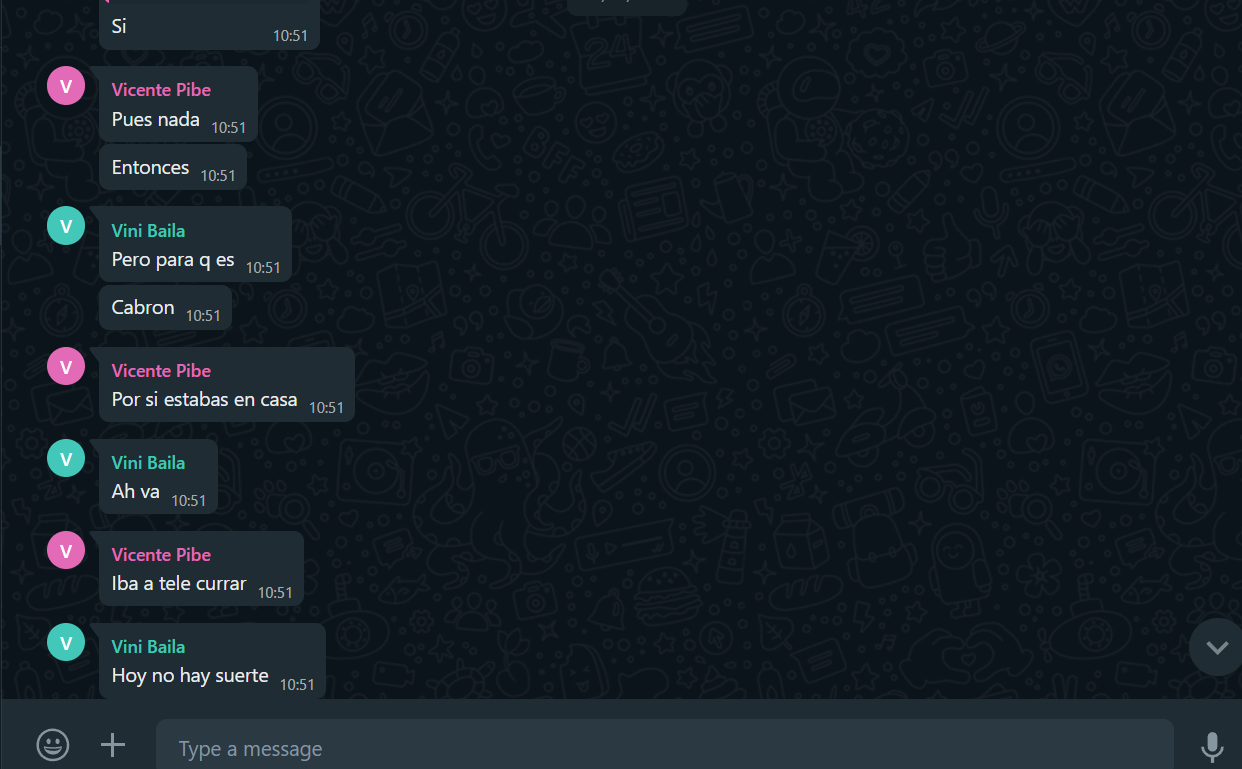 Si
10:51
V
Vicente Pibe
Pues nada 10:51
Entonces 10:51
V
Vini Baila
Pero para q es 10:51
Cabron 10:51
V
Vicente Pibe
Por si estabas en casa 10:51
V
Vini Baila
Ah va 10:51
V
Vicente Pibe
Iba a tele currar 10:51
V
Vini Baila
Hoy no hay suerte 10:51
Type a message